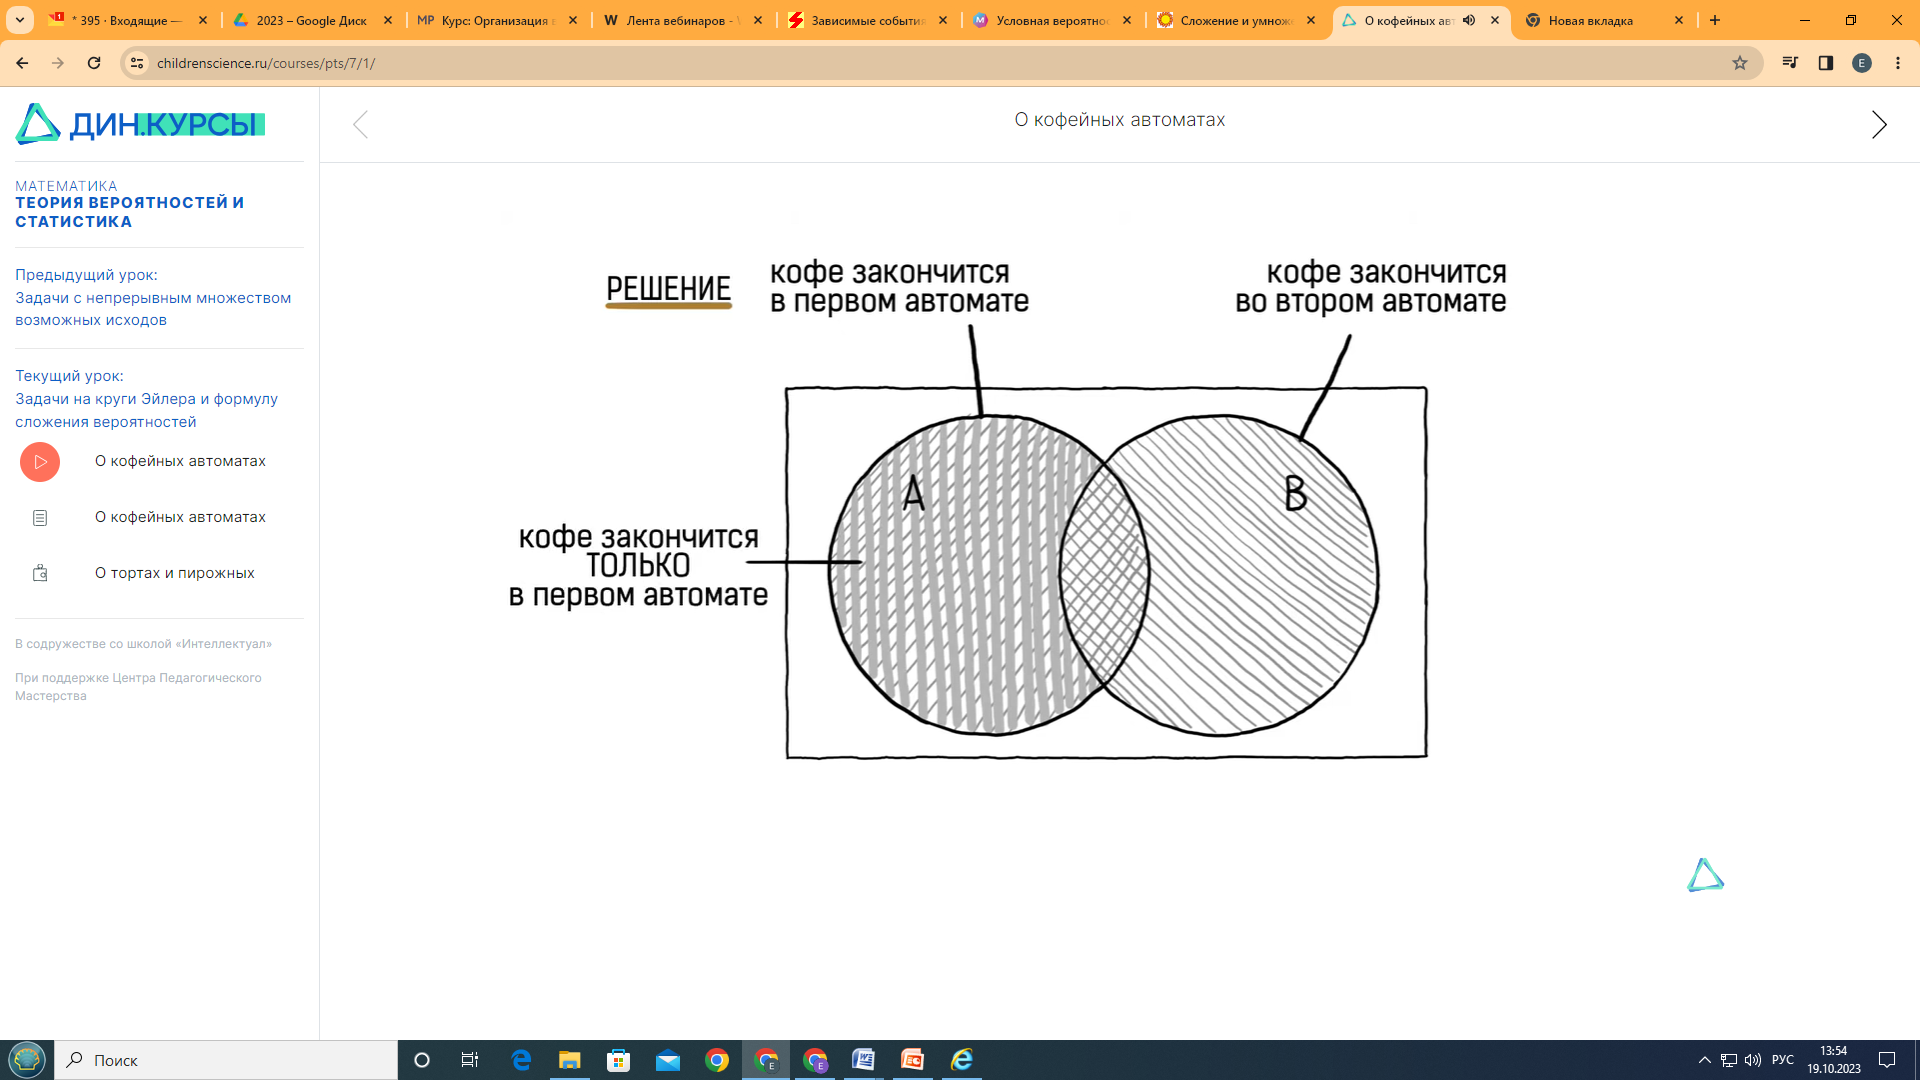 * 395 · Входящие —
2023 – Google Диск
MP Курс: Организация
W Лента вебинаров -
Зависимые события
Условная вероятнос
Сложение и умнож
О кофейных авт
Новая вкладка
childrenscience.ru/courses/pts/7/1/
E
ДИН.КУРСЫ
О кофейных автоматах
МАТЕМАТИКА
ТЕОРИЯ ВЕРОЯТНОСТЕЙ И
СТАТИСТИКА
Предыдущий урок:
Задачи с непрерывным множеством
возможных исходов
Текущий урок:
Задачи на круги Эйлера и формулу
сложения вероятностей
О кофейных автоматах
О кофейных автоматах
О тортах и пирожных
В содружестве со школой «Интеллектуал»
При поддержке Центра Педагогического
Мастерства
РЕШЕНИЕ
кофе закончится
в первом автомате
кофе закончится
во втором автомате
A
B
кофе закончится
ТОЛЬКО
в первом автомате
Поиск
РУС
13:54
19.10.2023